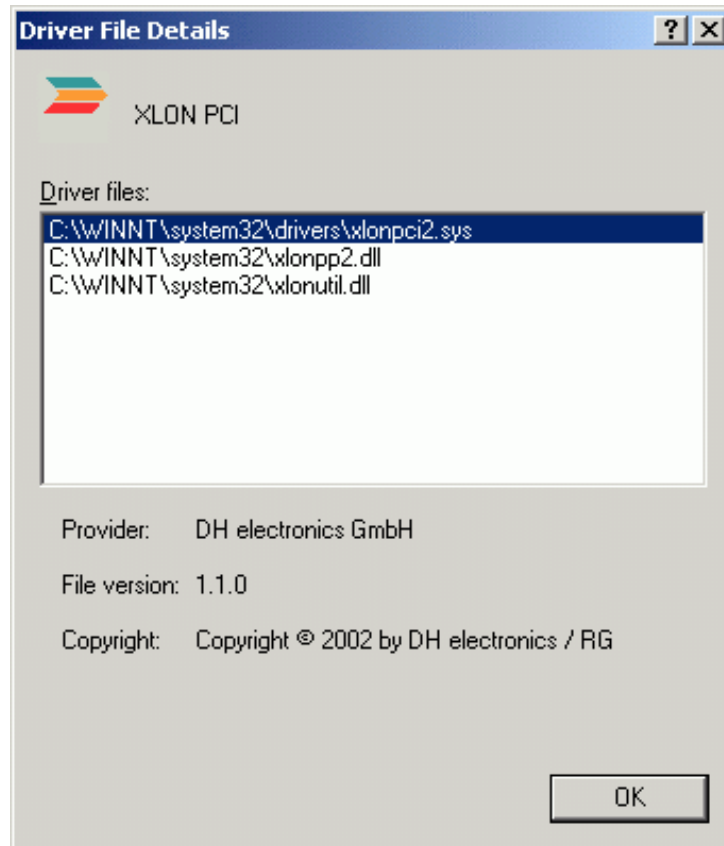 Driver File Details
XLON PCI
Driver files:
C:\WINNT\system32\drivers\xlonpci2.sys
C:\WINNT\system32\xlonpp2.dll
C:\WINNT\system32\xlonutil.dll
Provider: DH electronics GmbH
File version: 1.1.0
Copyright: Copyright © 2002 by DH electronics / RG
OK